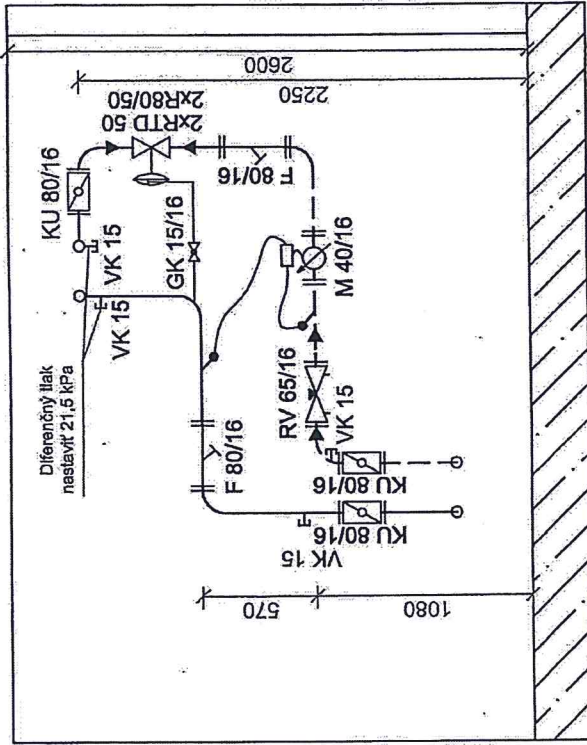 2600
2250
2xRTD 50
2xR80/50
KU 80/16
VK 15
VK 15
GK 15/16
F 80/16
M 40/16
Diferenčný tlak
nastaviť 21,5 kPa
RV 65/16
VK 15
F 80/16
KU 80/16
KU 80/16
VK 15
570
1080